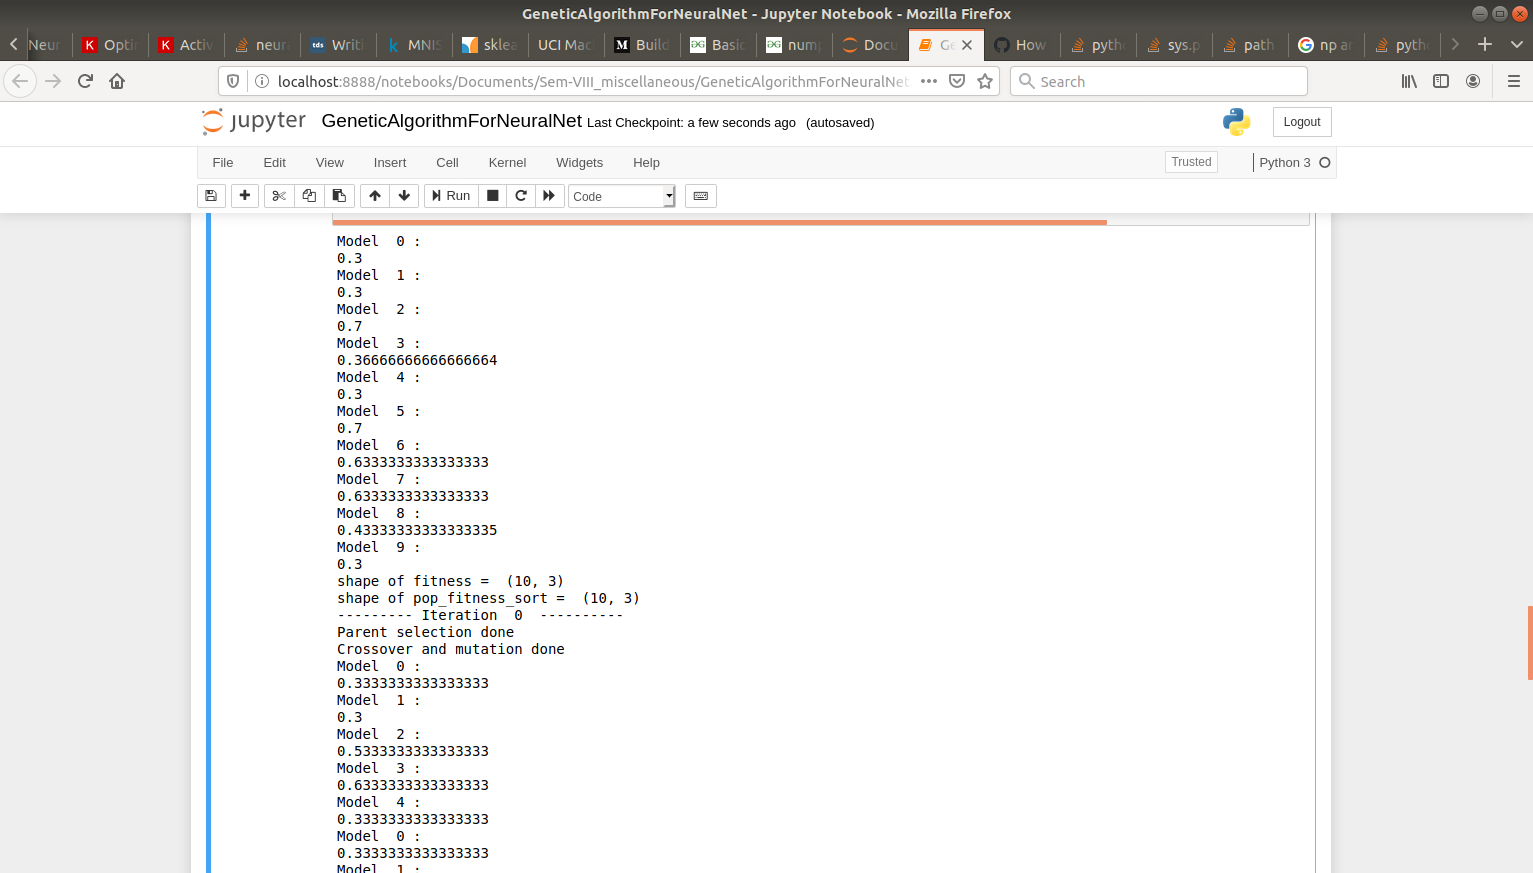 GeneticAlgorithmForNeuralNet - Jupyter Notebook - Mozilla Firefox
Neur Opti Activ neur Writi MNIS sklea UCI Mac Build Basic num Docu Ge How pyth sys.p path np ar pyth
localhost:8888/notebooks/Documents/Sem-VIII_miscellaneous/GeneticAlgorithmForNeuralNet Search
jupyter GeneticAlgorithmForNeuralNet Last Checkpoint: a few seconds ago (autosaved) Logout
File Edit View Insert Cell Kernel Widgets Help Trusted Python 3
Run Code
Model  0 :
0.3
Model  1 :
0.3
Model  2 :
0.7
Model  3 :
0.36666666666666664
Model  4 :
0.3
Model  5 :
0.7
Model  6 :
0.6333333333333333
Model  7 :
0.6333333333333333
Model  8 :
0.43333333333333335
Model  9 :
0.3
shape of fitness =  (10, 3)
shape of pop_fitness_sort =  (10, 3)
--------- Iteration  0  ----------
Parent selection done
Crossover and mutation done
Model  0 :
0.3333333333333333
Model  1 :
0.3
Model  2 :
0.5333333333333333
Model  3 :
0.6333333333333333
Model  4 :
0.3333333333333333
Model  0 :
0.3333333333333333
Model  1 :